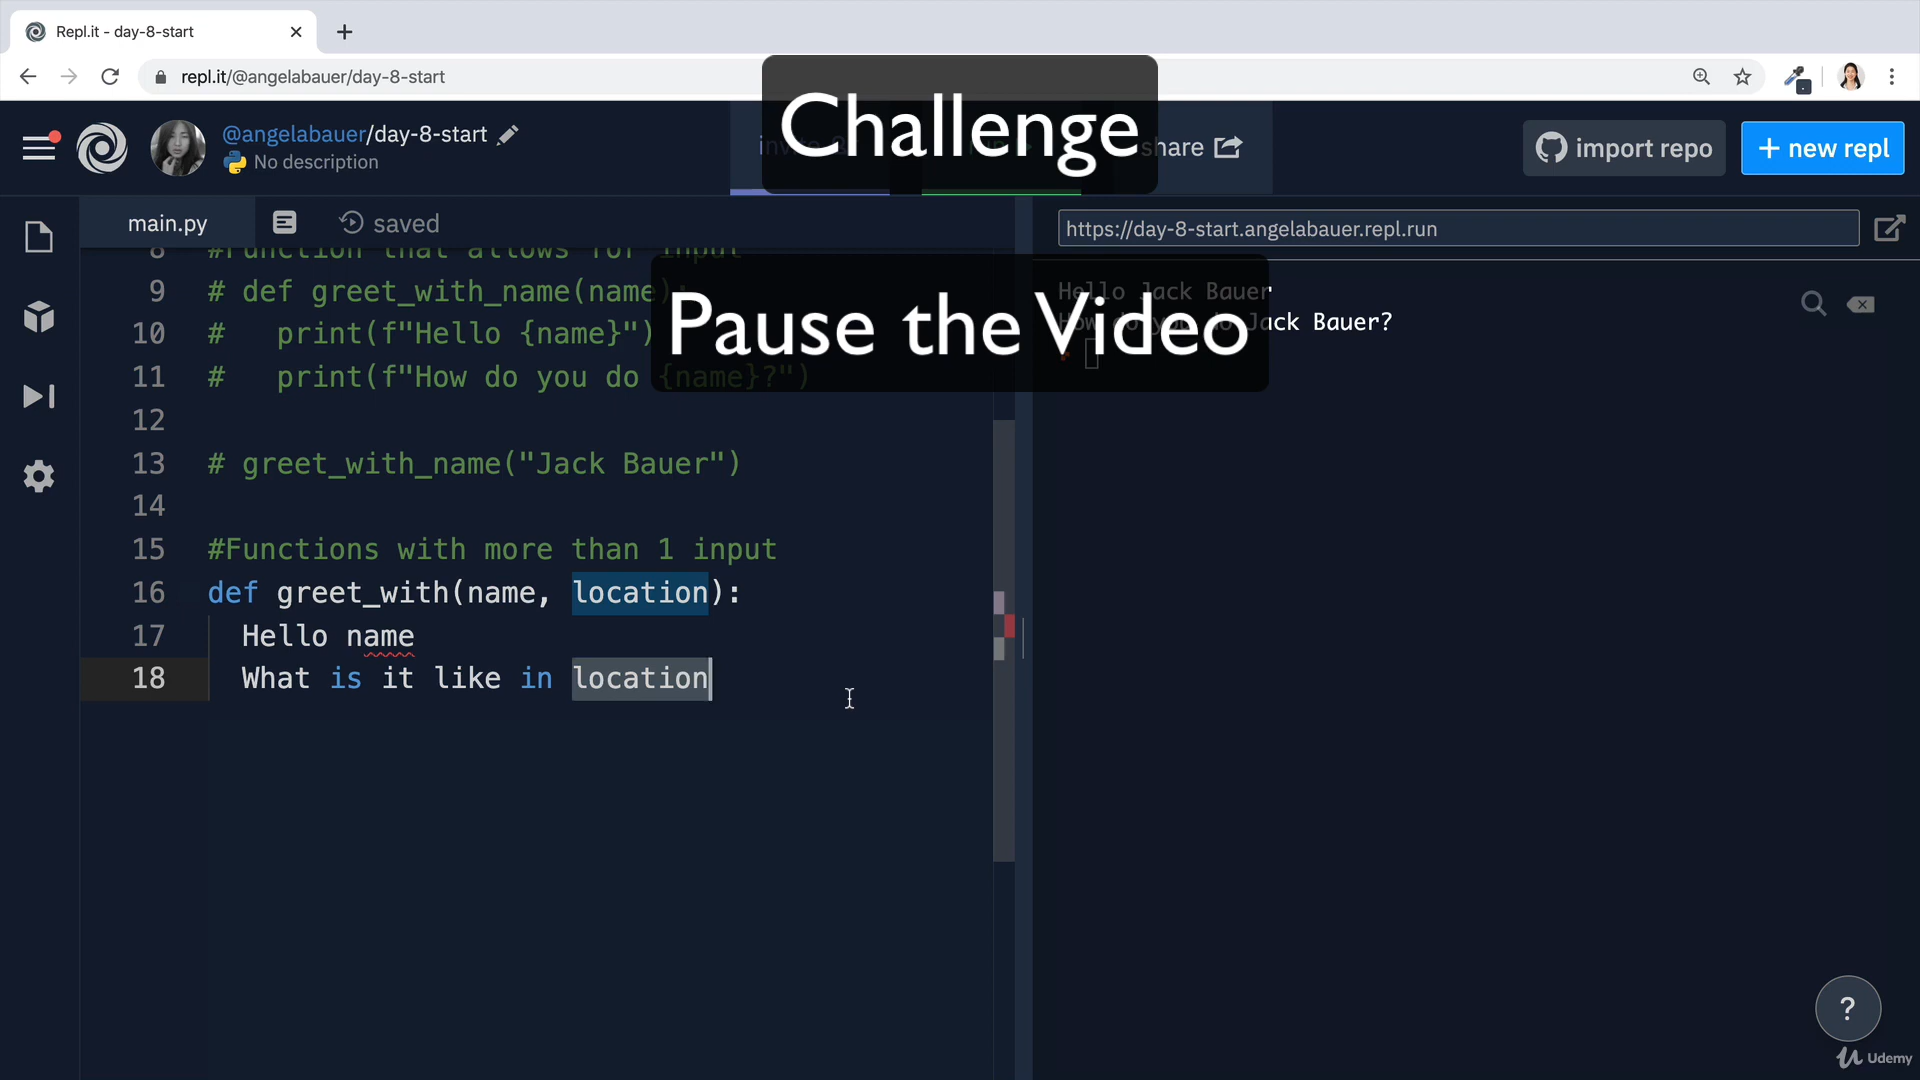 Repl.it - day-8-start
repl.it/@angelabauer/day-8-start
Challenge
@angelabauer/day-8-start
No description
share
import repo
+ new repl
main.py
saved
https://day-8-start.angelabauer.repl.run
8 #Function that allows for input
9 # def greet_with_name(name):
10 #   print(f"Hello {name}")
11 #   print(f"How do you do {name}?")
12
13 # greet_with_name("Jack Bauer")
14
15 #Functions with more than 1 input
16 def greet_with(name, location):
17   Hello name
18   What is it like in location
Pause the Video
Hello Jack Bauer
How do you do Jack Bauer?
?
Udemy